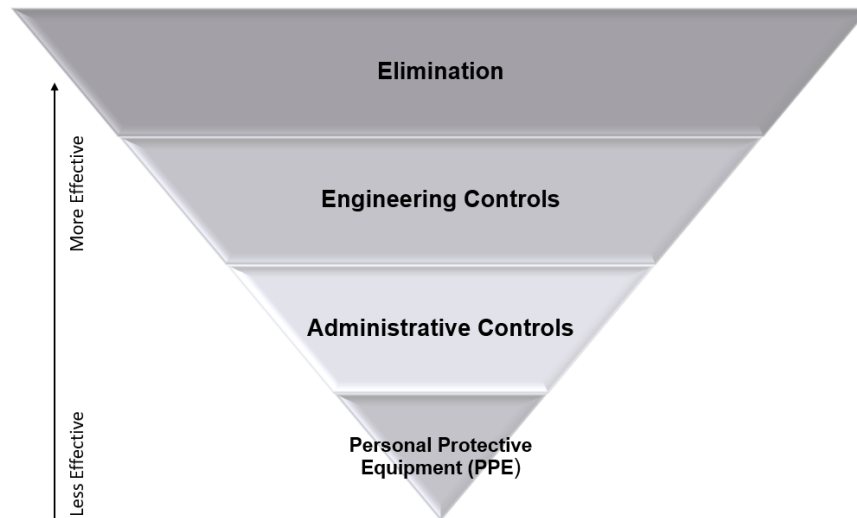 Elimination
More Effective
Engineering Controls
Administrative Controls
Less Effective
Personal Protective
Equipment (PPE)